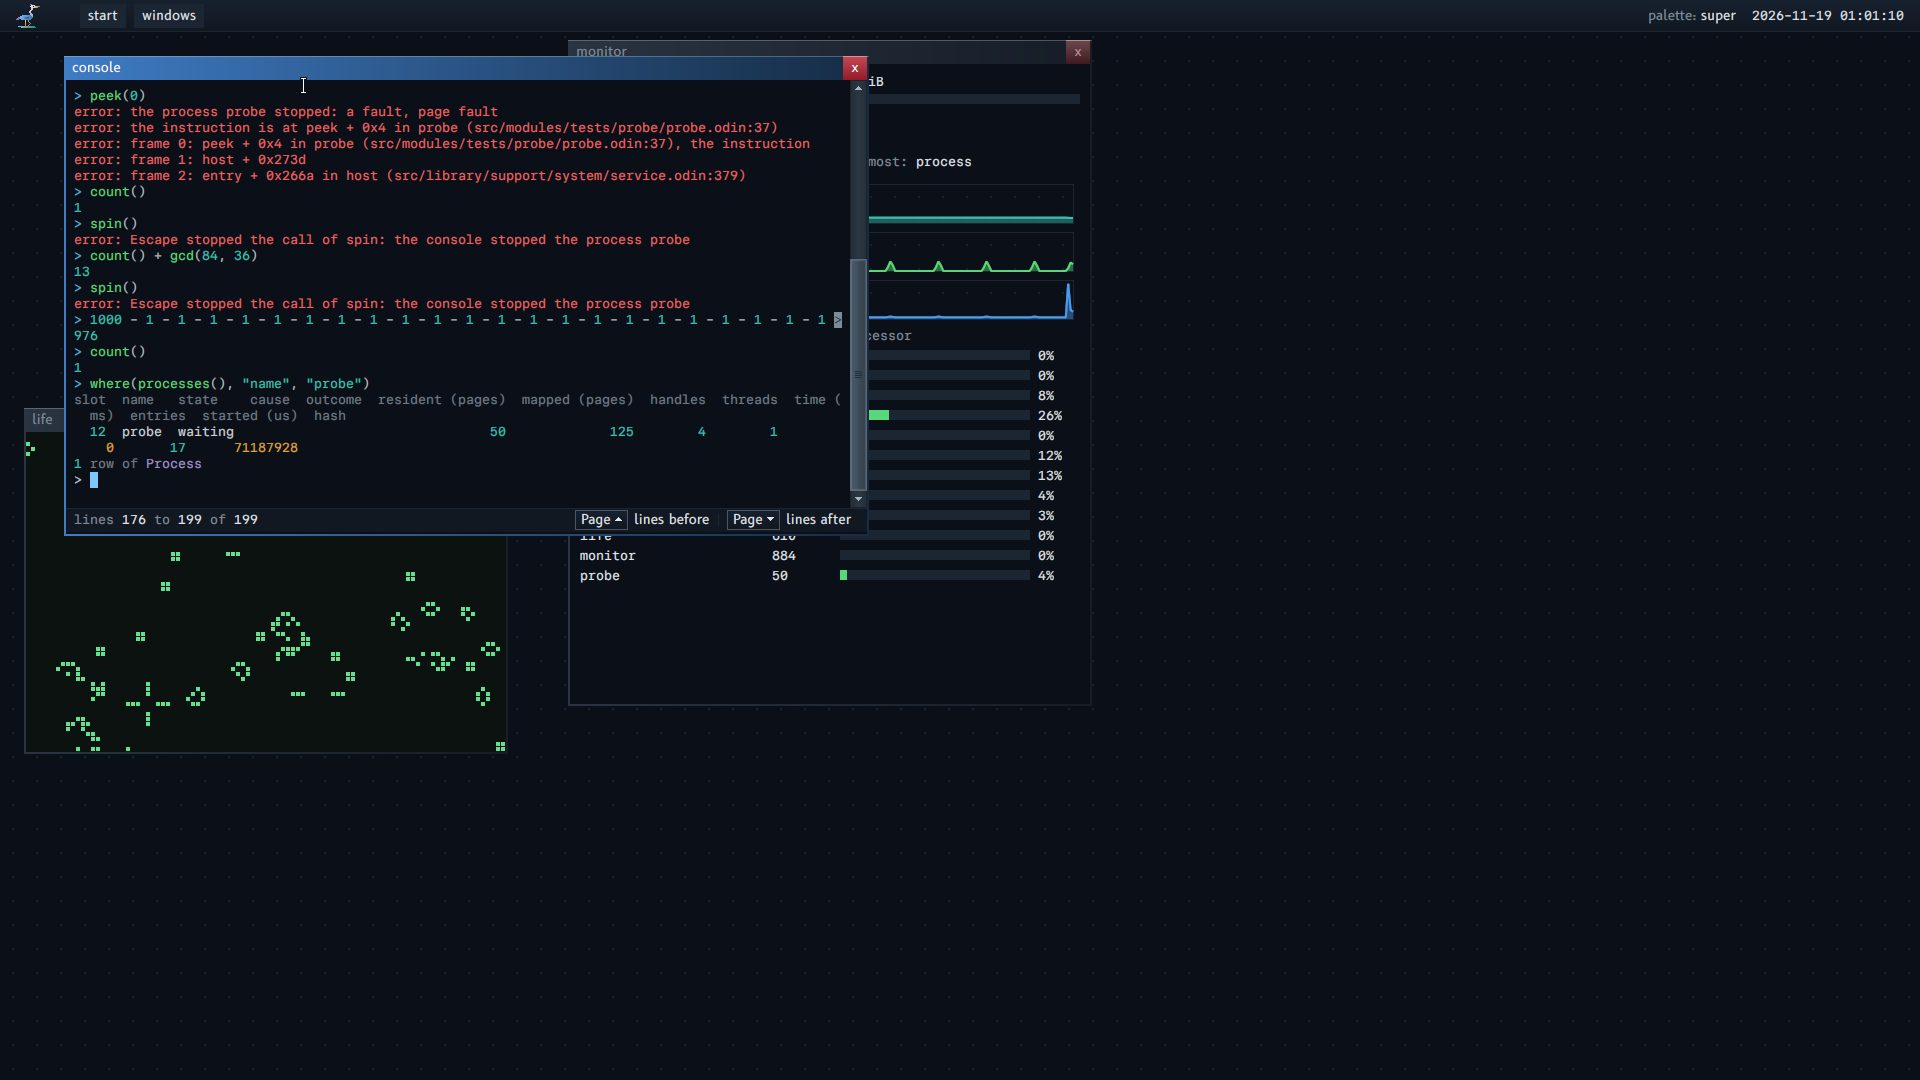 start windows palette: super 2026-11-19 01:01:10
monitor x
console x
iB
> peek(0)
error: the process probe stopped: a fault, page fault
error: the instruction is at peek + 0x4 in probe (src/modules/tests/probe/probe.odin:37)
error: frame 0: peek + 0x4 in probe (src/modules/tests/probe/probe.odin:37), the instruction
error: frame 1: host + 0x273d
error: frame 2: entry + 0x266a in host (src/library/support/system/service.odin:379)
> count()
1
> spin()
error: Escape stopped the call of spin: the console stopped the process probe
> count() + gcd(84, 36)
13
> spin()
error: Escape stopped the call of spin: the console stopped the process probe
> 1000 - 1 - 1 - 1 - 1 - 1 - 1 - 1 - 1 - 1 - 1 - 1 - 1 - 1 - 1 - 1 - 1 - 1 - 1 - 1 - 1 - 1 - 1 >
976
> count()
1
> where(processes(), "name", "probe")
slot name state cause outcome resident (pages) mapped (pages) handles threads time (
ms) entries started (us) hash
12 probe waiting 50 125 4 1
0 17 71187928
1 row of Process
>
lines 176 to 199 of 199 Page lines before Page lines after
most: process
cessor
0%
0%
8%
26%
0%
12%
13%
4%
3%
life 610 0%
monitor 884 0%
probe 50 4%
life